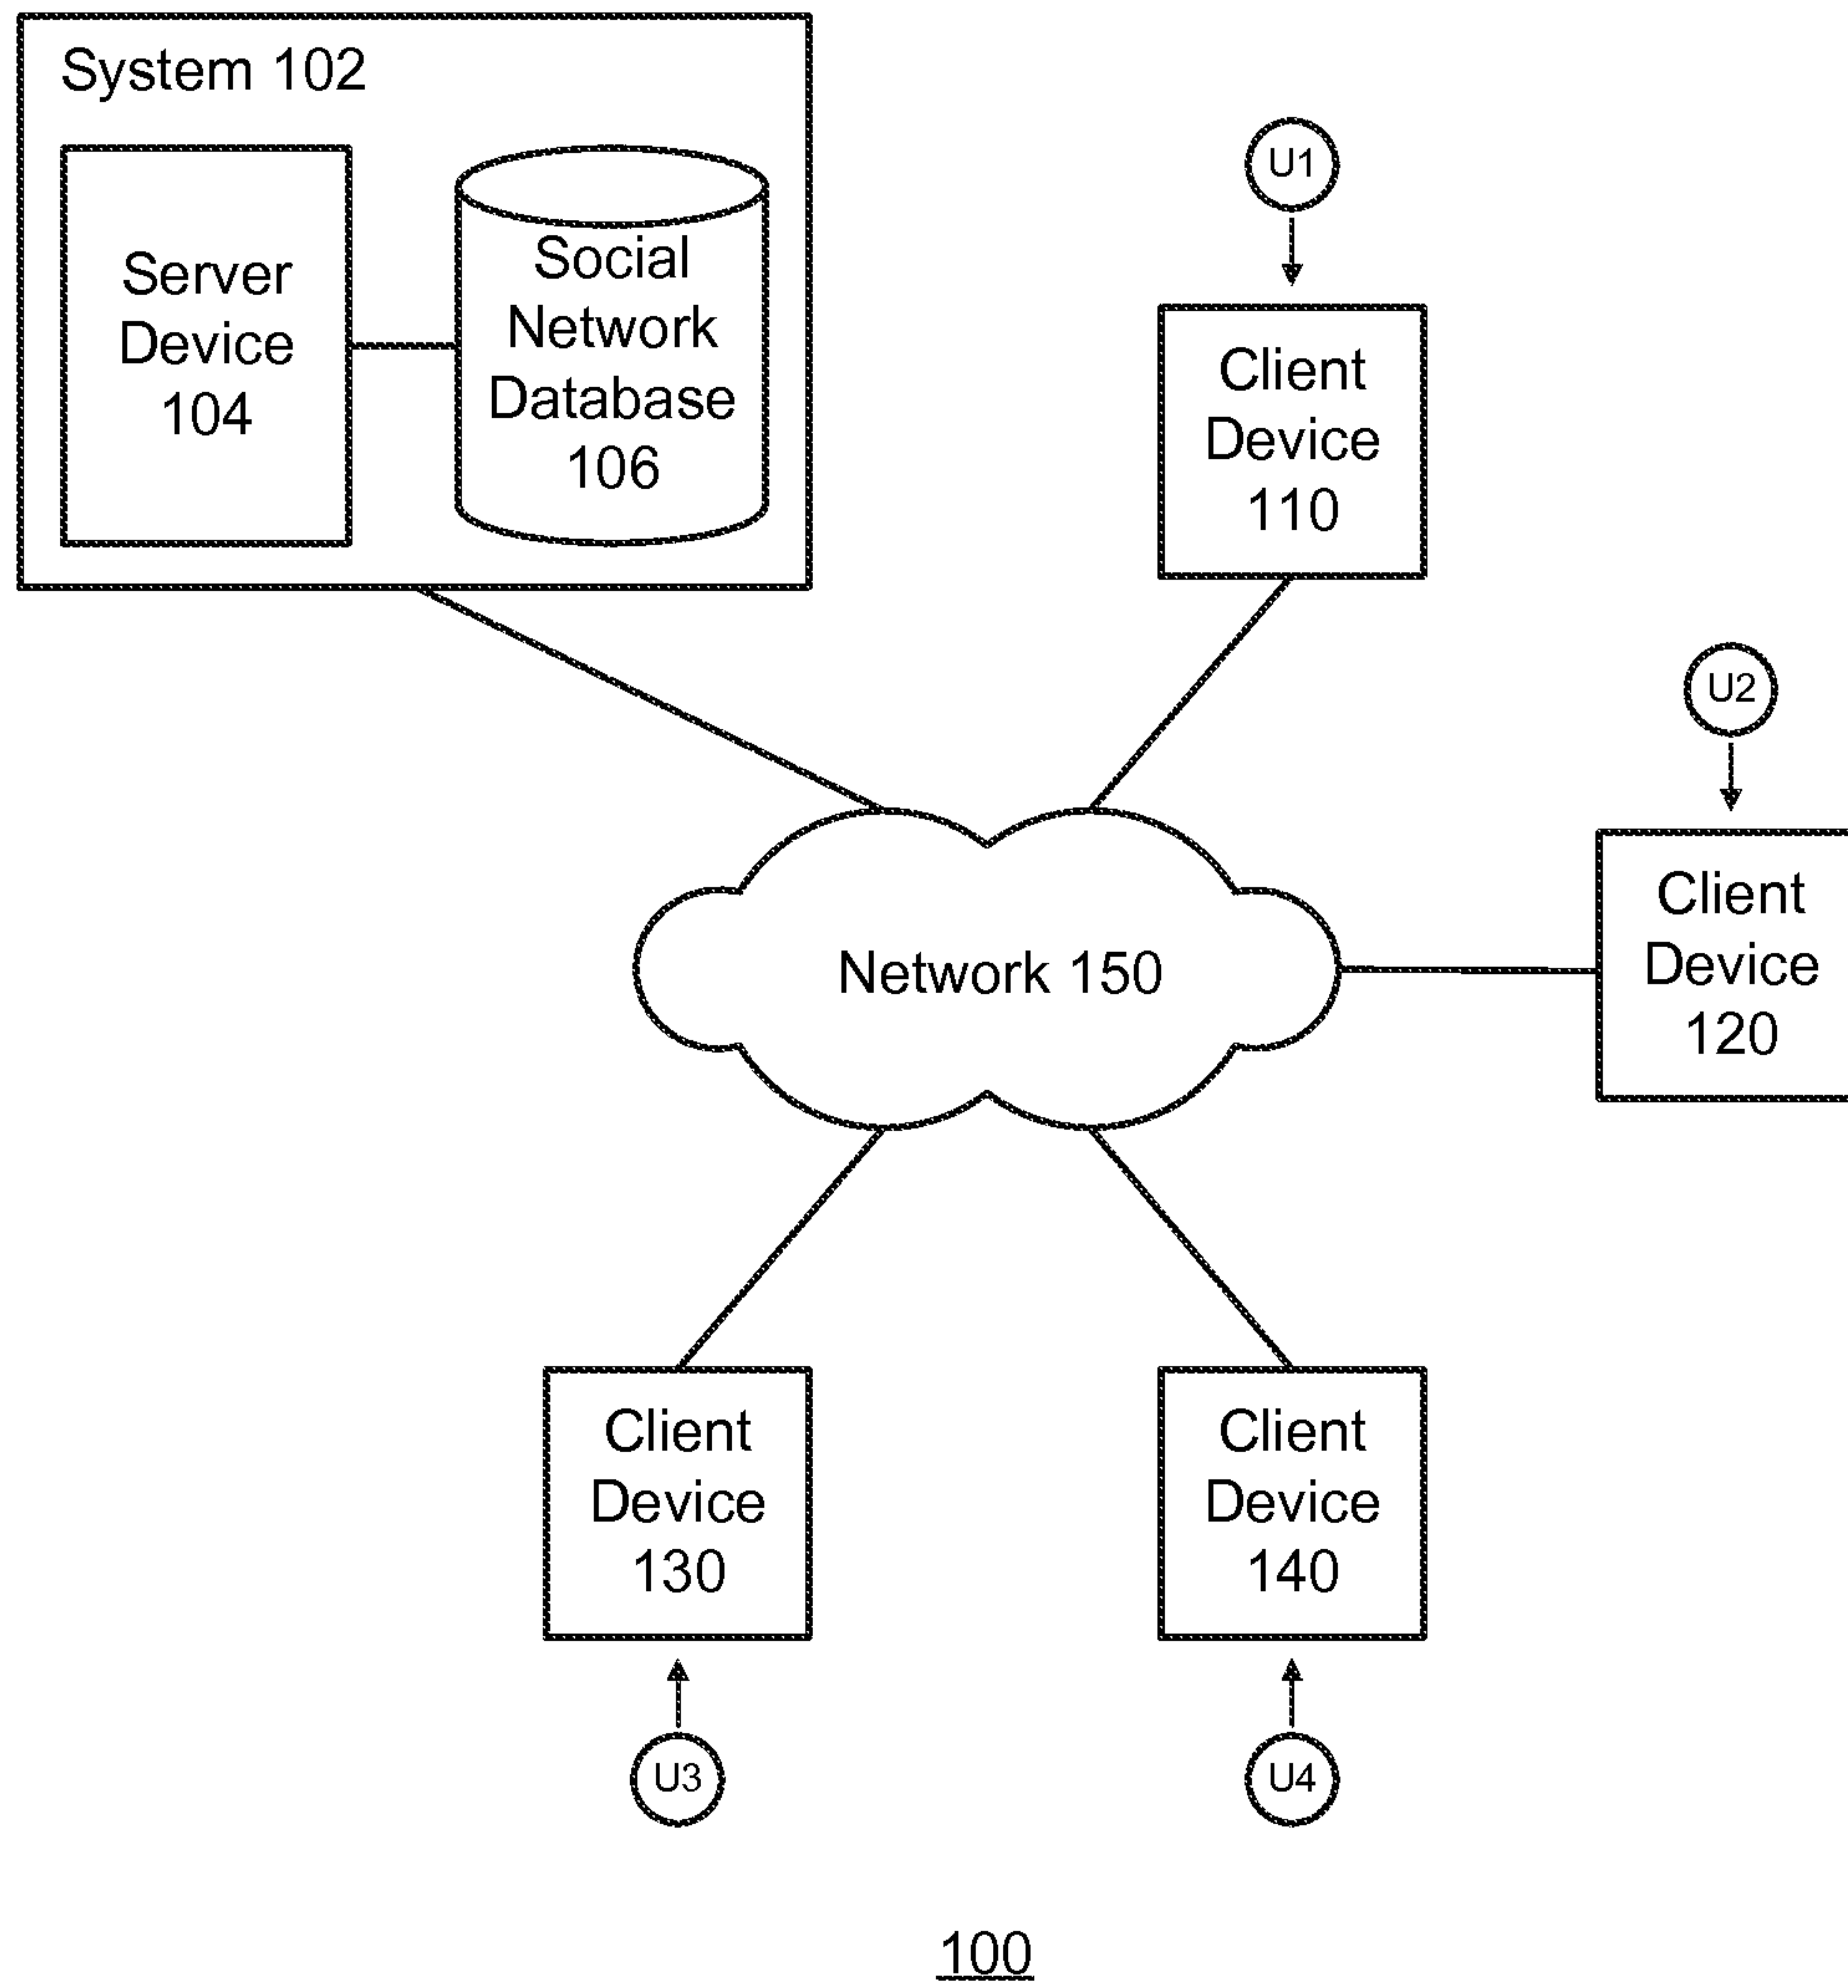 System 102
Server
Device
104
Social
Network
Database
106
U1
Client
Device
110
U2
Client
Device
120
Network 150
Client
Device
130
Client
Device
140
U3
U4
100